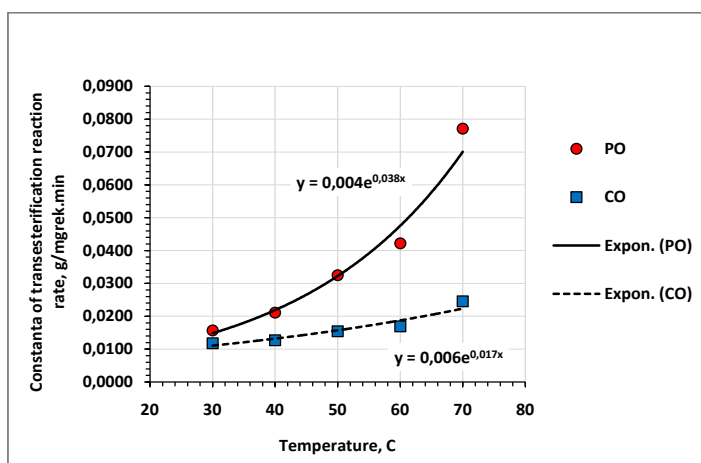 Constanta of transesterification reaction
rate, g/mgrek.min
0,0900
0,0800
0,0700
0,0600
0,0500
0,0400
0,0300
0,0200
0,0100
0,0000
y = 0,004e^0,038x
y = 0,006e^0,017x
20 30 40 50 60 70 80
Temperature, C
PO
CO
Expon. (PO)
Expon. (CO)